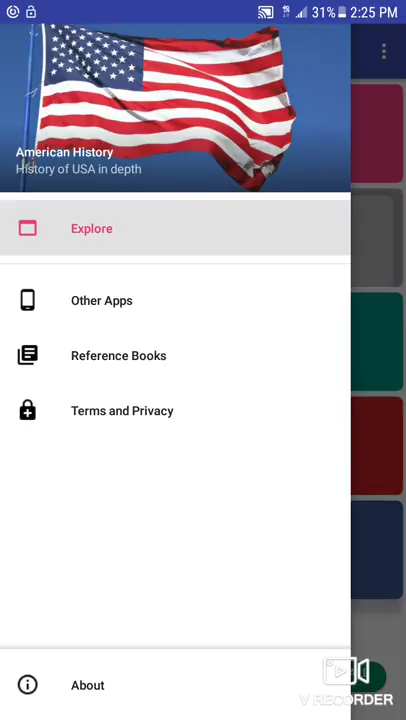 31% 2:25 PM
American History
History of USA in depth
Explore
Other Apps
Reference Books
Terms and Privacy
About
V RECORDER